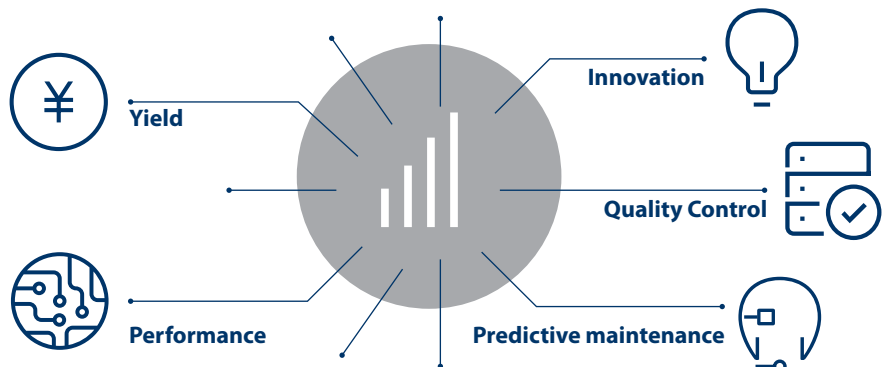 Innovation
¥
Yield
Quality Control
Performance
Predictive maintenance